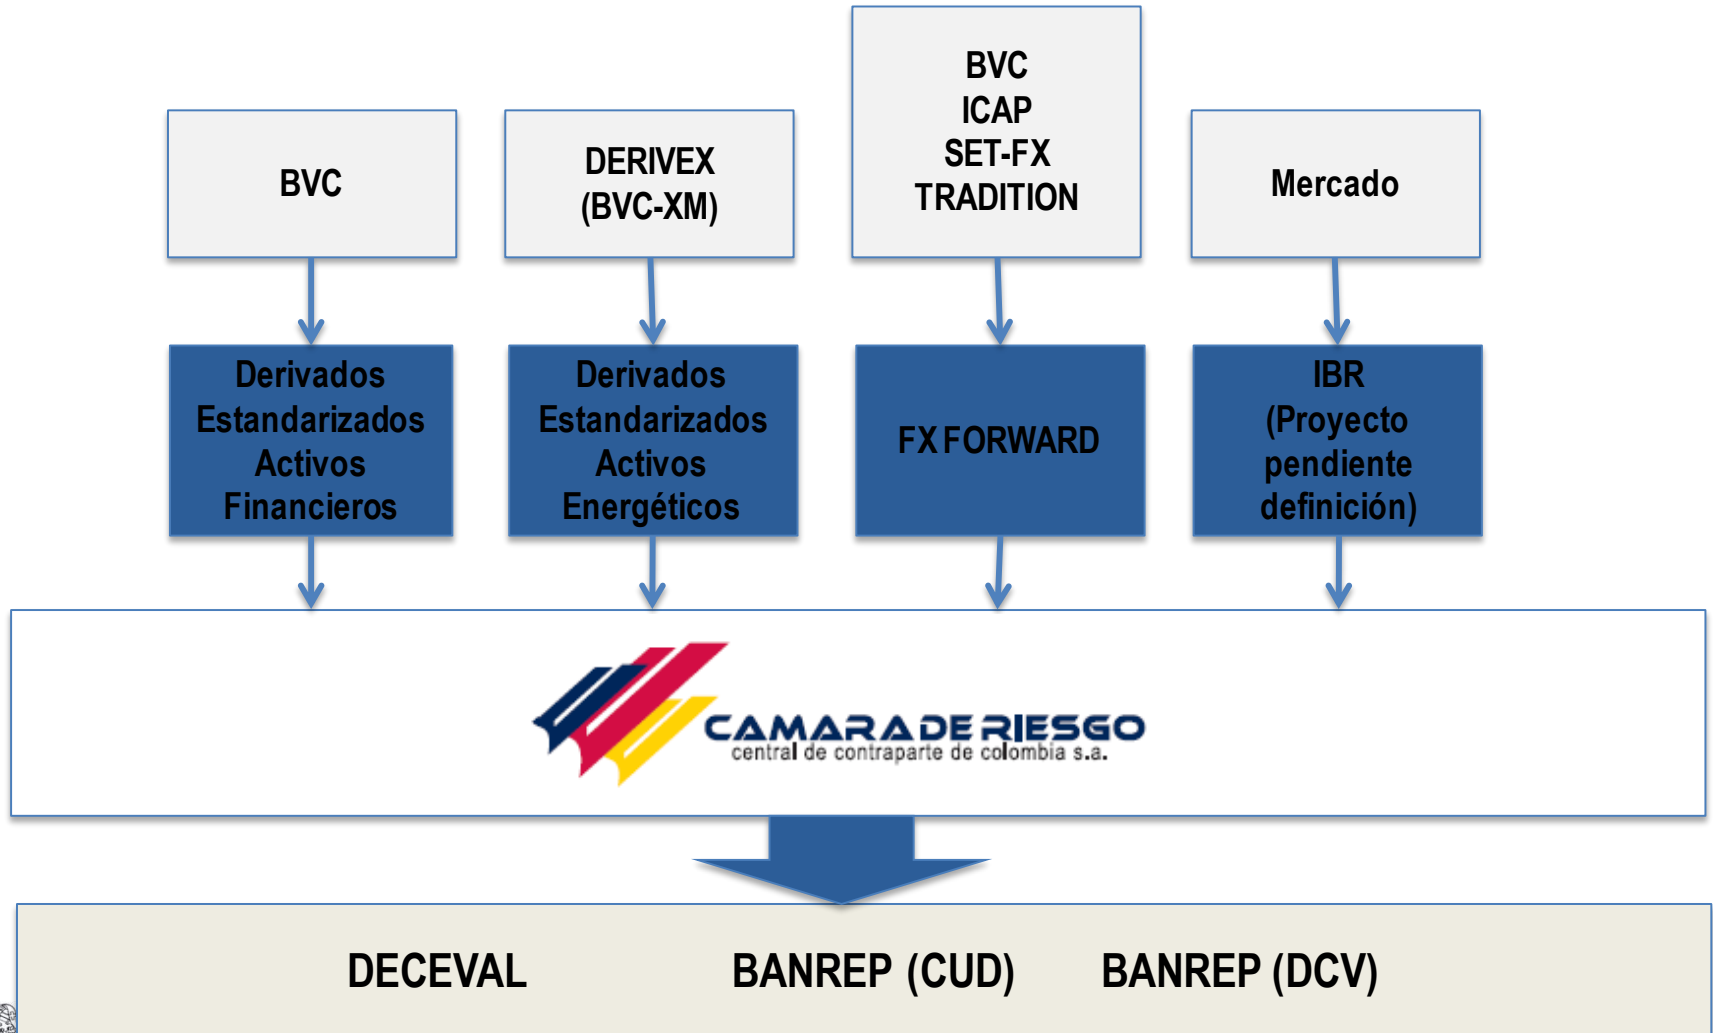 BVC
DERIVEX
(BVC-XM)
BVC
ICAP
SET-FX
TRADITION
Mercado
Derivados
Estandarizados
Activos
Financieros
Derivados
Estandarizados
Activos
Energéticos
FX FORWARD
IBR
(Proyecto
pendiente
definición)
CAMARA DE RIESGO
central de contraparte de colombia s.a.
DECEVAL
BANREP (CUD)
BANREP (DCV)